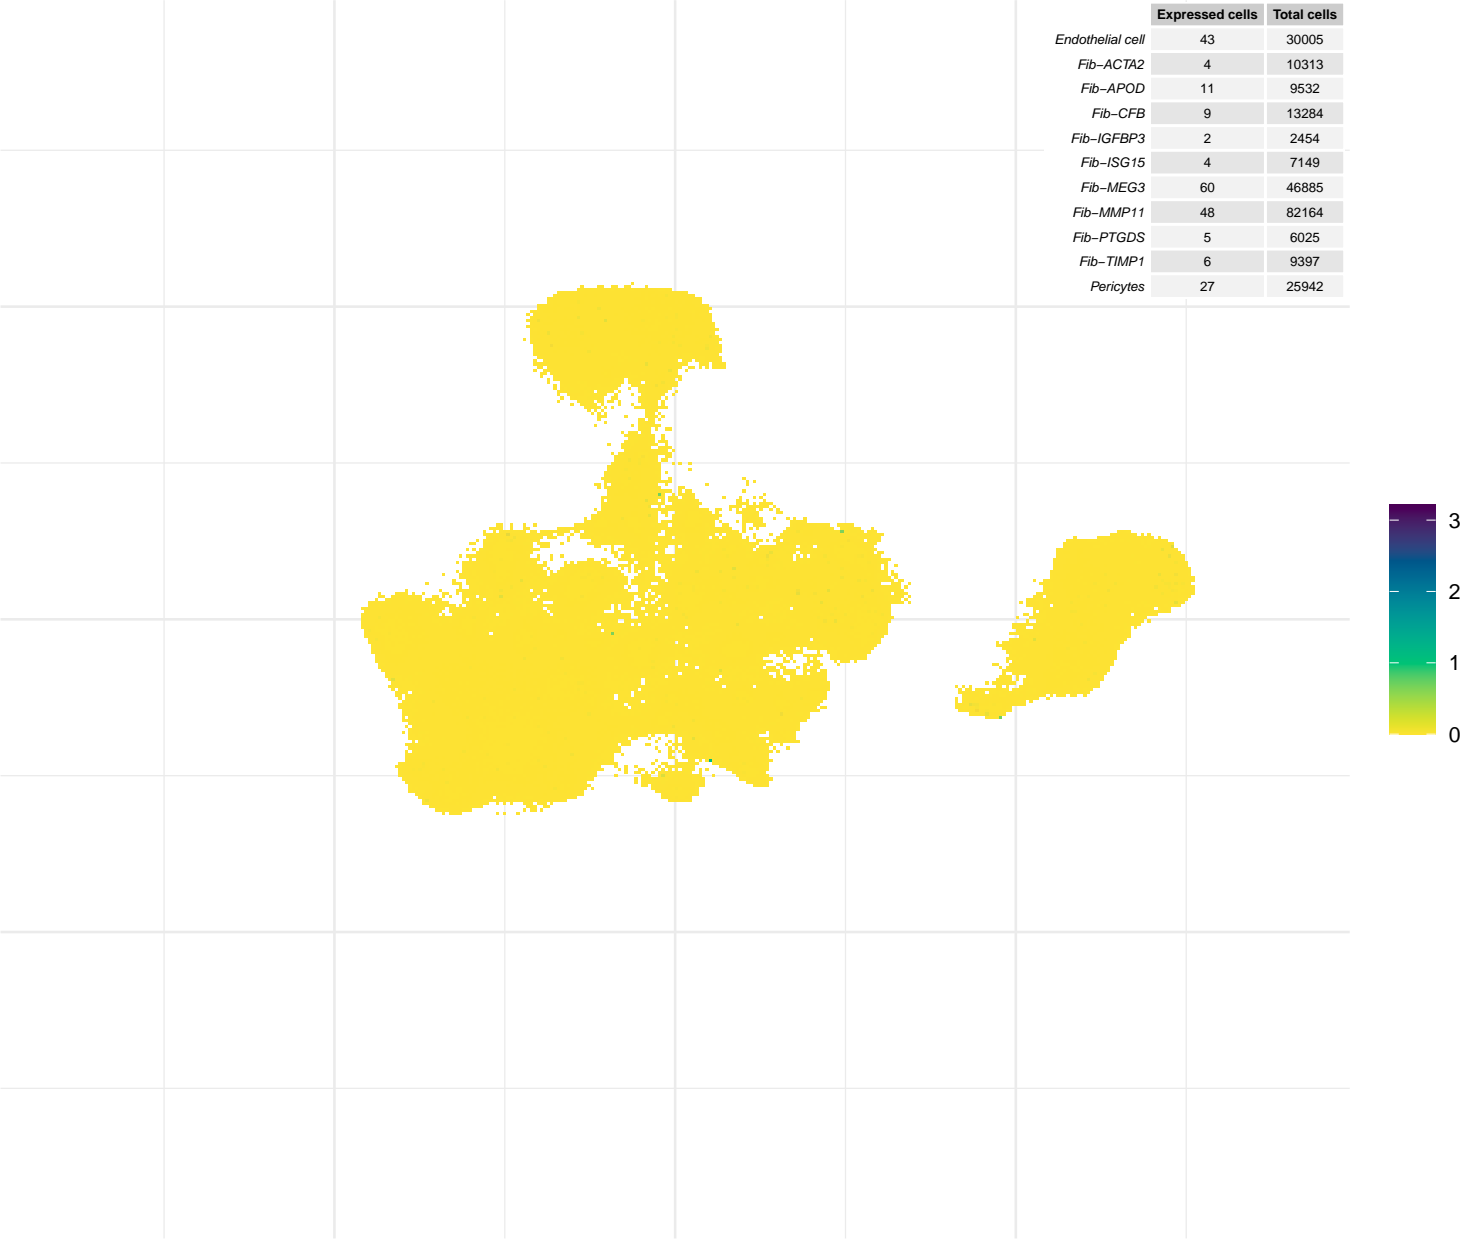 Expressed cells Total cells
Endothelial cell 43 30005
Fib−ACTA2 4 10313
Fib−APOD 11 9532
Fib−CFB 9 13284
Fib−IGFBP3 2 2454
Fib−ISG15 4 7149
Fib−MEG3 60 46885
Fib−MMP11 48 82164
Fib−PTGDS 5 6025
Fib−TIMP1 6 9397
Pericytes 27 25942
3
2
1
0